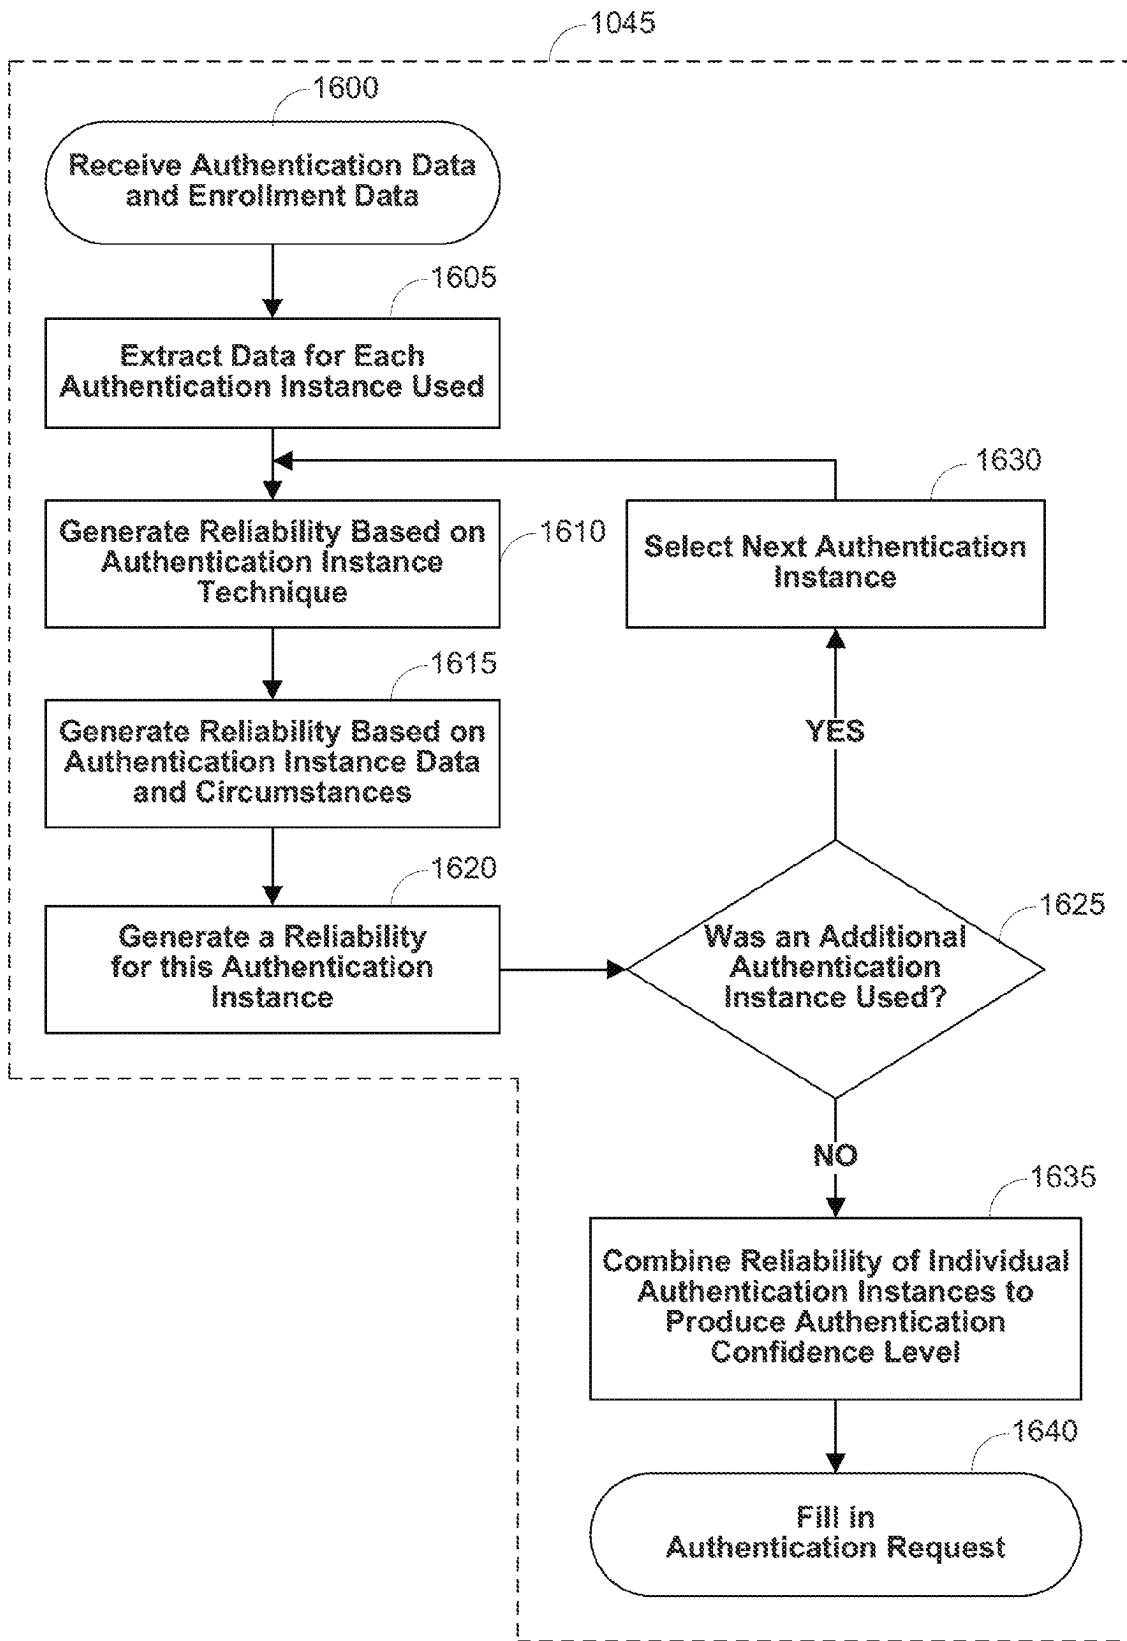 1045
1600
Receive Authentication Data
and Enrollment Data
1605
Extract Data for Each
Authentication Instance Used
1630
Generate Reliability Based on
Authentication Instance
Technique
1610
Select Next Authentication
Instance
1615
Generate Reliability Based on
Authentication Instance Data
and Circumstances
YES
1620
Generate a Reliability
for this Authentication
Instance
1625
Was an Additional
Authentication
Instance Used?
NO
1635
Combine Reliability of Individual
Authentication Instances to
Produce Authentication
Confidence Level
1640
Fill in
Authentication Request